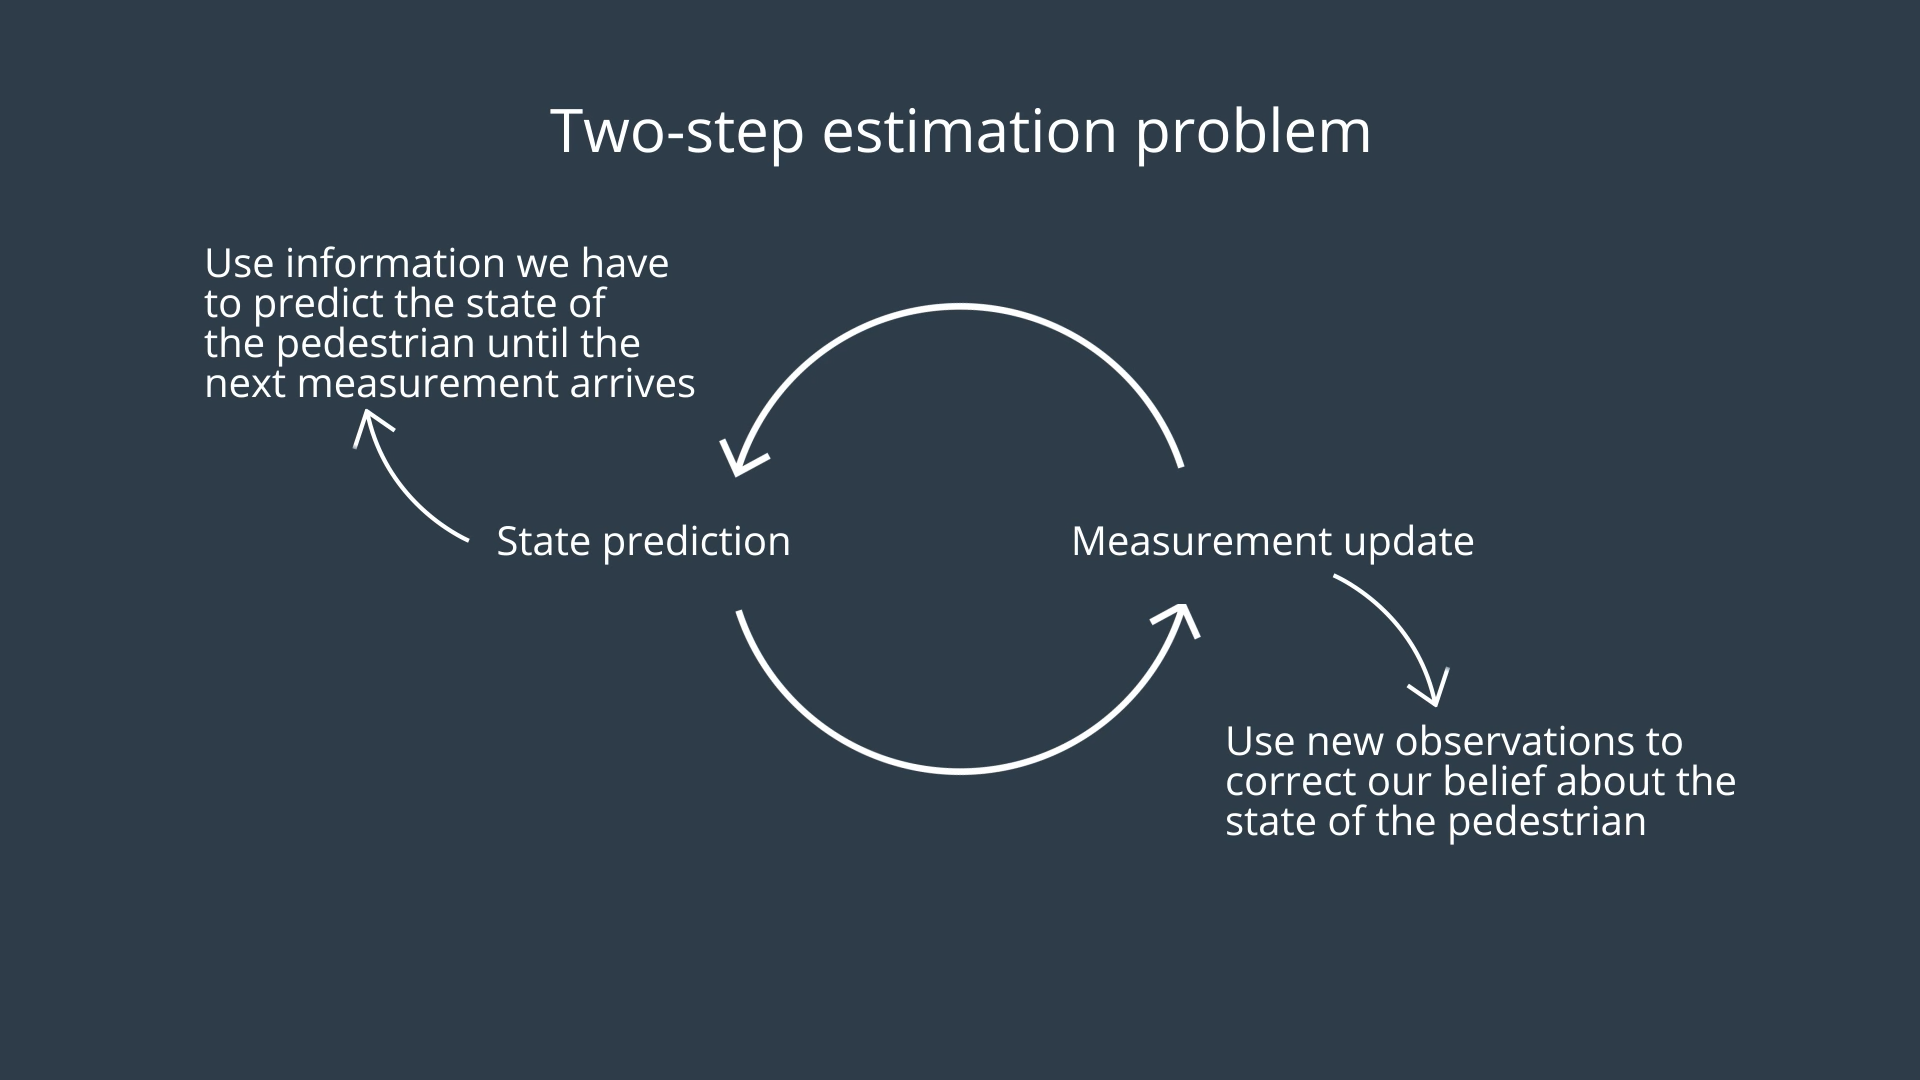 Two-step estimation problem
Use information we have
to predict the state of
the pedestrian until the
next measurement arrives
State prediction
Measurement update
Use new observations to
correct our belief about the
state of the pedestrian